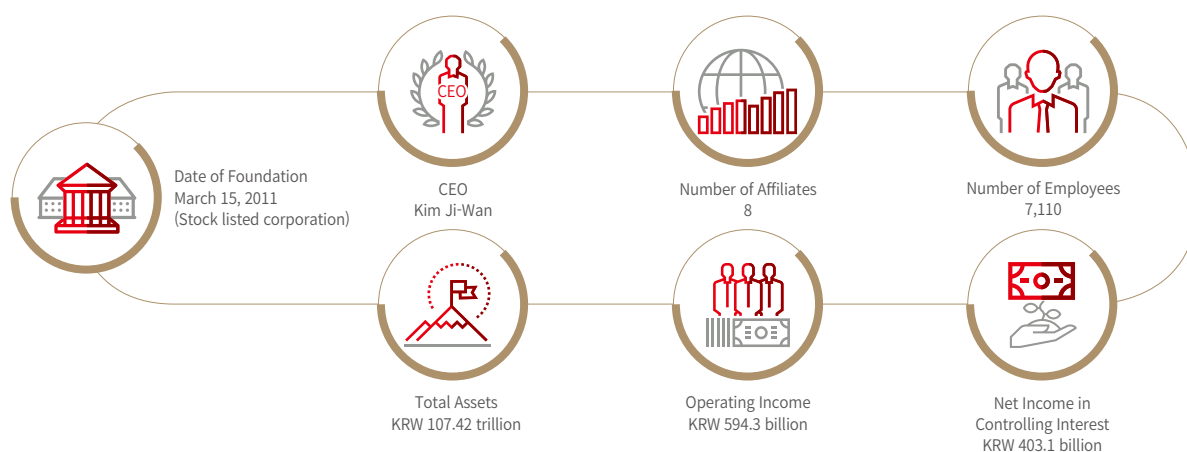 Date of Foundation
March 15, 2011
(Stock listed corporation)
CEO
CEO
Kim Ji-Wan
Number of Affiliates
8
Number of Employees
7,110
Total Assets
KRW 107.42 trillion
Operating Income
KRW 594.3 billion
Net Income in
Controlling Interest
KRW 403.1 billion